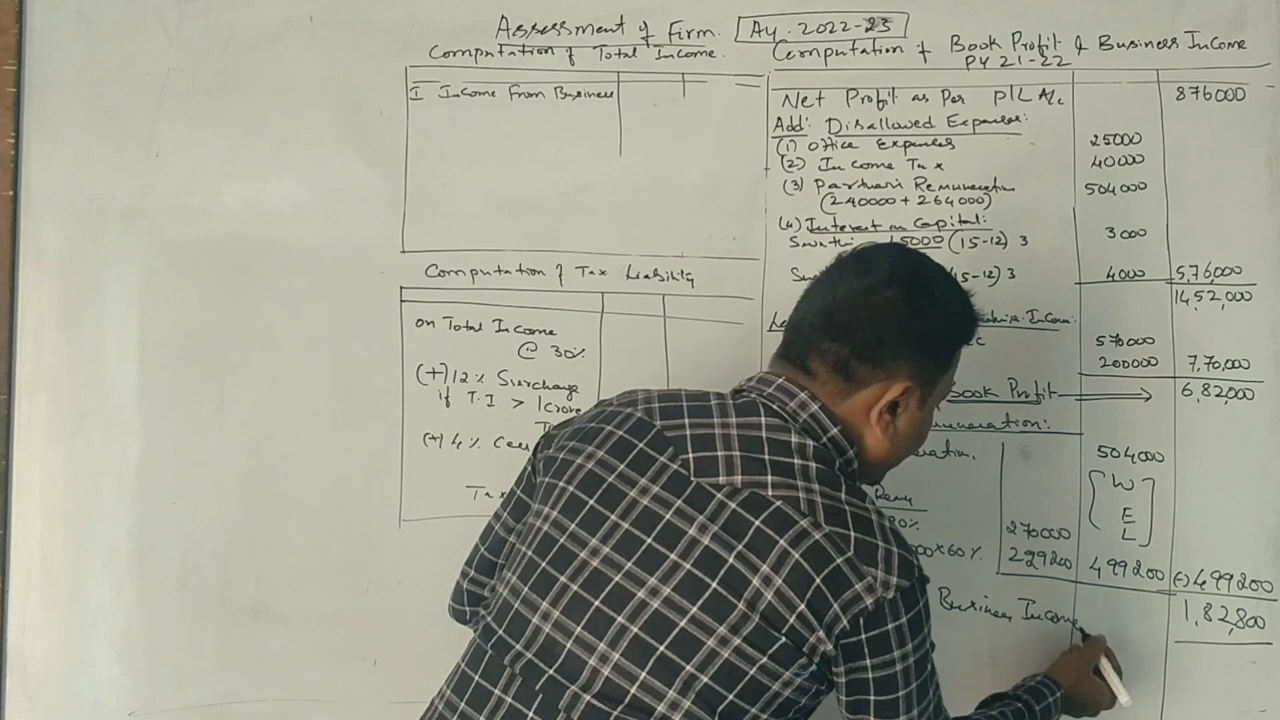 Assessment of Firm. AY. 2022-23
Computation of Total Income.
I Income From Business
Computation of Tax Liability
on Total Income
@ 30%
(+) 12% Surcharge
if T.I > 1 crore
(+) 4% Cess
Tax
Computation of Book Profit & Business Income
PY 21-22
Net Profit as Per P/L A/c 876000
Add: Disallowed Expenses:
(1) Office Expenses 25000
(2) Income Tax 40000
(3) Partner's Remuneration 504000
(240000 + 264000)
(4) Interest on Capital:
15000 (15-12) 3 3000
15-12) 3 4000 5,76,000
14,52,000
Income:
570000
200000 7,70,000
Book Profit → 6,82,000
504000
[W
E
L]
270000
×60% 229200 499200 (-) 499200
Business Income 1,82,800